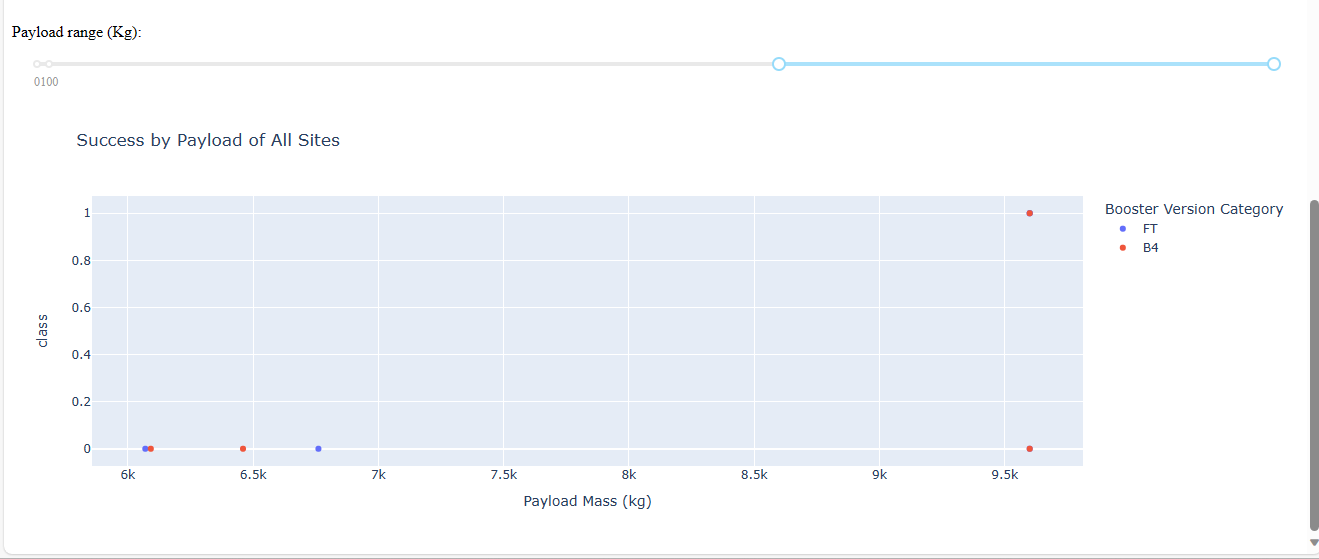 Payload range (Kg):
0100
Success by Payload of All Sites
Booster Version Category
FT
B4
1
0.8
0.6
0.4
0.2
0
class
6k 6.5k 7k 7.5k 8k 8.5k 9k 9.5k
Payload Mass (kg)